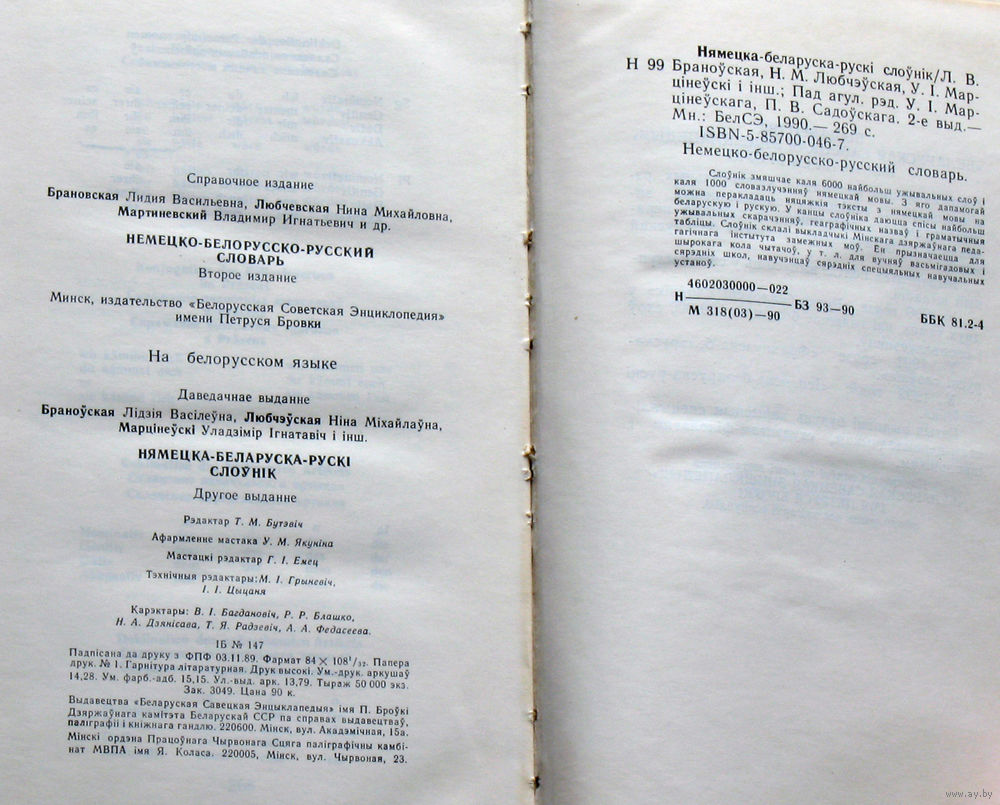 Справочное издание
Брановская Лидия Васильевна, Любчевская Нина Михайловна,
Мартиневский Владимир Игнатьевич и др.
НЕМЕЦКО-БЕЛОРУССКО-РУССКИЙ
СЛОВАРЬ
Второе издание
Минск, издательство «Белорусская Советская Энциклопедия»
имени Петруся Бровки
На белорусском языке
Даведачнае выданне
Браноўская Лідзія Васілеўна, Любчэўская Ніна Міхайлаўна,
Марцінеўскі Уладзімір Ігнатавіч і інш.
НЯМЕЦКА-БЕЛАРУСКА-РУСКІ
СЛОЎНІК
Другое выданне
Рэдактар Т. М. Бутэвіч
Афармленне мастака У. М. Якуніна
Мастацкі рэдактар Г. І. Емец
Тэхнічныя рэдактары: М. І. Грыневіч,
І. І. Цыцаня
Карэктары: В. І. Багдановіч, Р. Р. Блашко,
Н. А. Дзянісава, Т. Я. Радзевіч, А. А. Федасеева.
ІБ № 147
Падпісана да друку з ФПФ 03.11.89. Фармат 84 × 108¹/₃₂. Папера
друк. № 1. Гарнітура літаратурная. Друк высокі. Ум.-друк. аркушаў
14,28. Ум. фарб.-адб. 15,15. Ул.-выд. арк. 13,79. Тыраж 50 000 экз.
Зак. 3049. Цана 90 к.
Выдавецтва «Беларуская Савецкая Энцыклапедыя» імя П. Броўкі
Дзяржаўнага камітэта Беларускай ССР па справах выдавецтваў,
паліграфіі і кніжнага гандлю. 220600. Мінск, вул. Акадэмічная, 15а.
Мінскі ордэна Працоўнага Чырвонага Сцяга паліграфічны камбі-
нат МВПА імя Я. Коласа. 220005, Мінск, вул. Чырвоная, 23.
Нямецка-беларуска-рускі слоўнік/Л. В.
Н 99 Браноўская, Н. М. Любчэўская, У. І. Мар-
цінеўскі і інш.; Пад агул. рэд. У. І. Мар-
цінеўскага, П. В. Садоўскага. 2-е выд.—
Мн.: БелСЭ, 1990.— 269 с.
ISBN-5-85700-046-7.
Немецко-белорусско-русский словарь.
Слоўнік змяшчае каля 6000 найбольш ужывальных слоў і
каля 1000 словазлучэнняў нямецкай мовы. З яго дапамогай
можна перакладаць няцяжкія тэксты з нямецкай мовы на
беларускую і рускую. У канцы слоўніка даюцца спісы найбольш
ужывальных скарачэнняў, геаграфічных назваў і граматычныя
табліцы. Слоўнік склалі выкладчыкі Мінскага дзяржаўнага педа-
гагічнага інстытута замежных моў. Ён прызначаецца для
шырокага кола чытачоў, у т. л. для вучняў васьмігадовых і
сярэдніх школ, навучэнцаў сярэдніх спецыяльных навучальных
устаноў.
4602030000—022
Н———БЗ 93—90
М 318(03)—90
ББК 81.2-4
www.ay.by